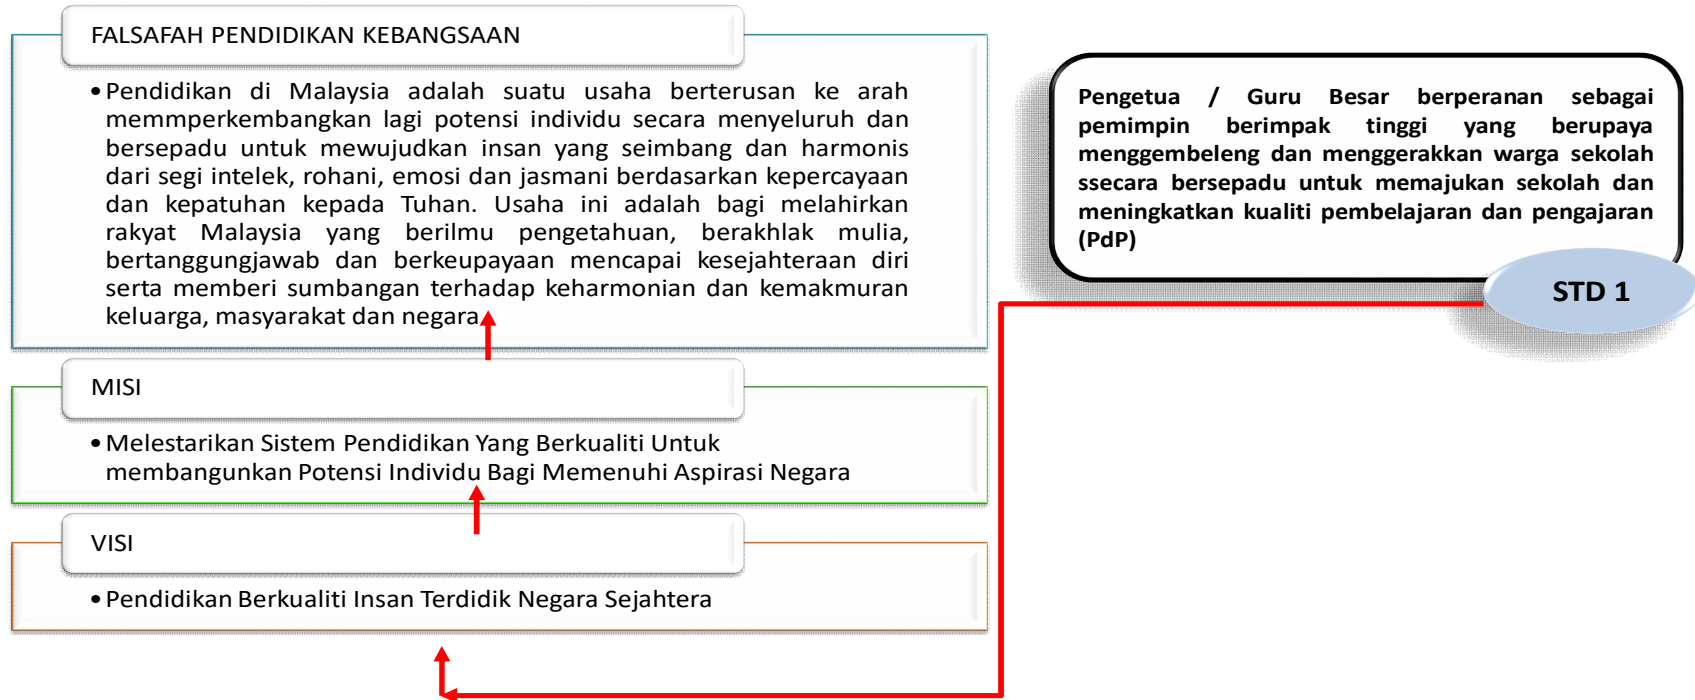 FALSAFAH PENDIDIKAN KEBANGSAAN
•Pendidikan di Malaysia adalah suatu usaha berterusan ke arah
memmperkembangkan lagi potensi individu secara menyeluruh dan
bersepadu untuk mewujudkan insan yang seimbang dan harmonis
dari segi intelek, rohani, emosi dan jasmani berdasarkan kepercayaan
dan kepatuhan kepada Tuhan. Usaha ini adalah bagi melahirkan
rakyat Malaysia yang berilmu pengetahuan, berakhlak mulia,
bertanggungjawab dan berkeupayaan mencapai kesejahteraan diri
serta memberi sumbangan terhadap keharmonian dan kemakmuran
keluarga, masyarakat dan negara
MISI
•Melestarikan Sistem Pendidikan Yang Berkualiti Untuk
membangunkan Potensi Individu Bagi Memenuhi Aspirasi Negara
VISI
•Pendidikan Berkualiti Insan Terdidik Negara Sejahtera
Pengetua / Guru Besar berperanan sebagai
pemimpin berimpak tinggi yang berupaya
menggembeleng dan menggerakkan warga sekolah
ssecara bersepadu untuk memajukan sekolah dan
meningkatkan kualiti pembelajaran dan pengajaran
(PdP)
STD 1